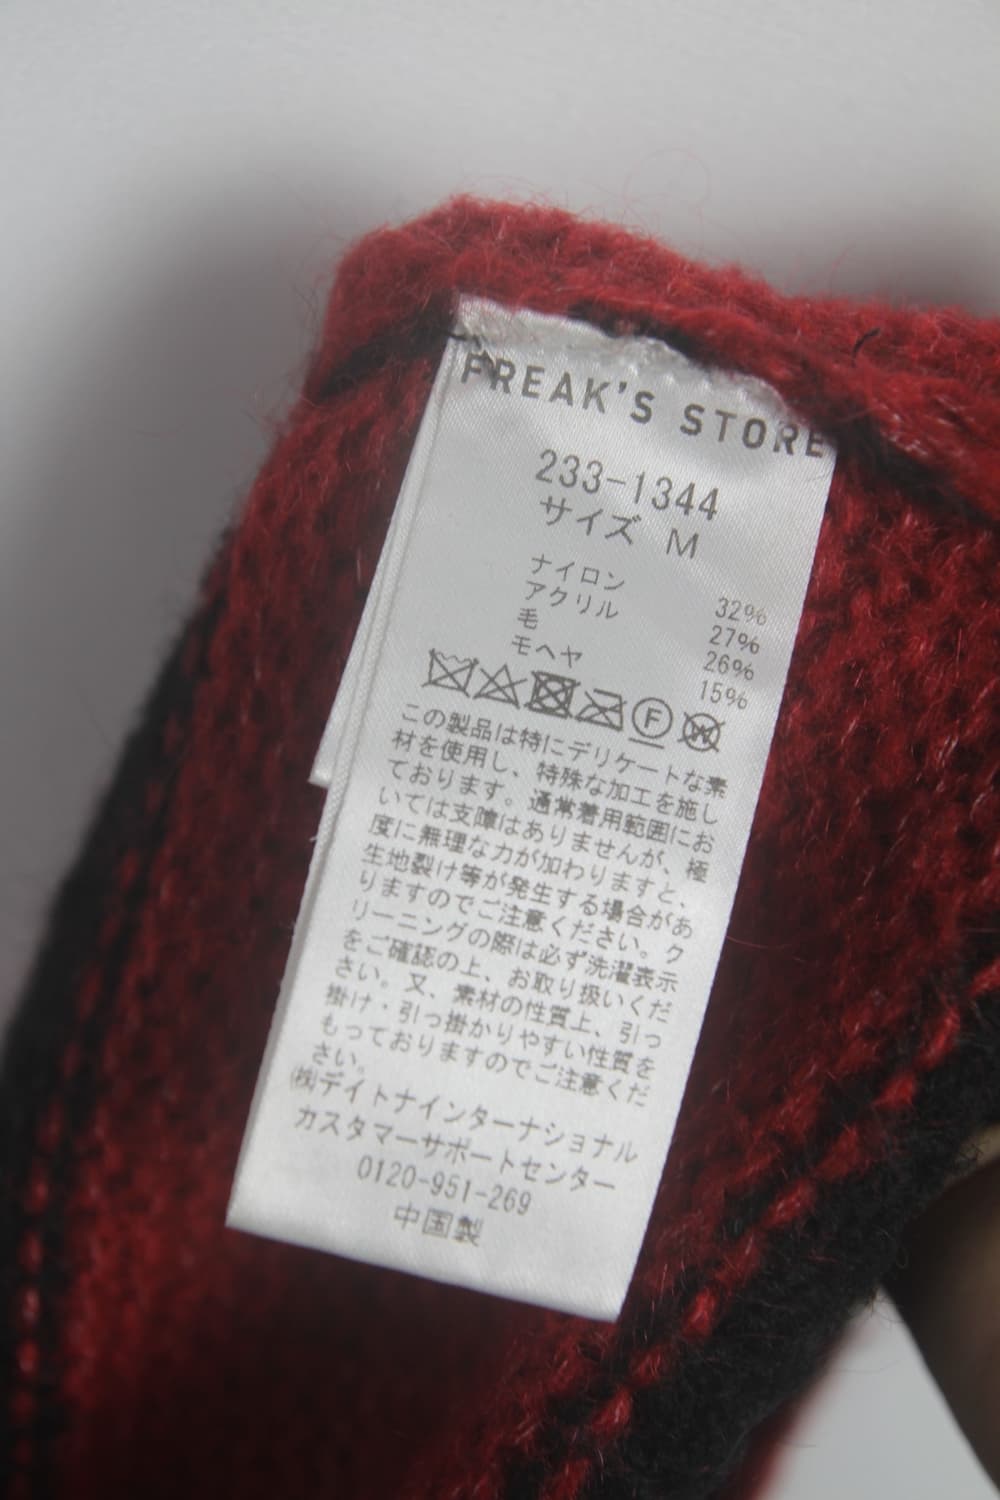 FREAK'S STORE
233-1344
サイズ M
ナイロン 32%
アクリル 27%
毛 26%
モヘヤ 15%
F W
この製品は特にデリケートな素
材を使用し、特殊な加工を施し
ております。通常着用範囲にお
いては支障はありませんが、極
度に無理な力が加わりますと、
生地裂け等が発生する場合があ
りますのでご注意ください。ク
リーニングの際は必ず洗濯表示
をご確認の上、お取り扱いくだ
さい。又、素材の性質上、引っ
掛け・引っ掛かりやすい性質を
もっておりますのでご注意くだ
さい。
㈱デイトナインターナショナル
カスタマーサポートセンター
0120-951-269
中国製